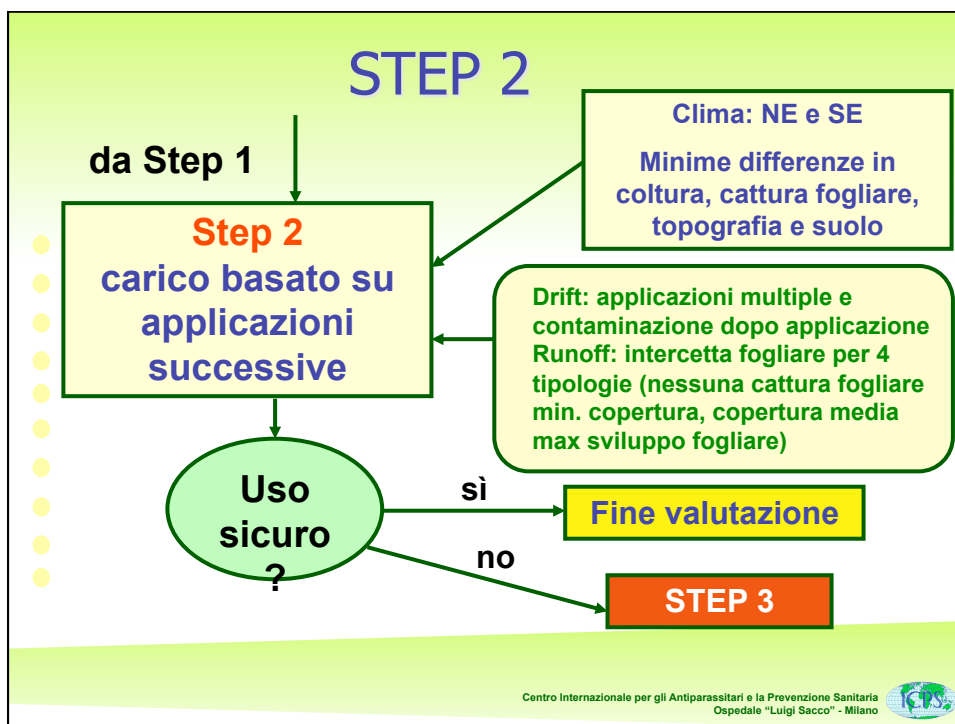 STEP 2
da Step 1
Clima: NE e SE
Minime differenze in
coltura, cattura fogliare,
topografia e suolo
Step 2
carico basato su
applicazioni
successive
Drift: applicazioni multiple e
contaminazione dopo applicazione
Runoff: intercetta fogliare per 4
tipologie (nessuna cattura fogliare
min. copertura, copertura media
max sviluppo fogliare)
Uso
sicuro
?
sì
Fine valutazione
no
STEP 3
Centro Internazionale per gli Antiparassitari e la Prevenzione Sanitaria
Ospedale “Luigi Sacco” - Milano
ICPS